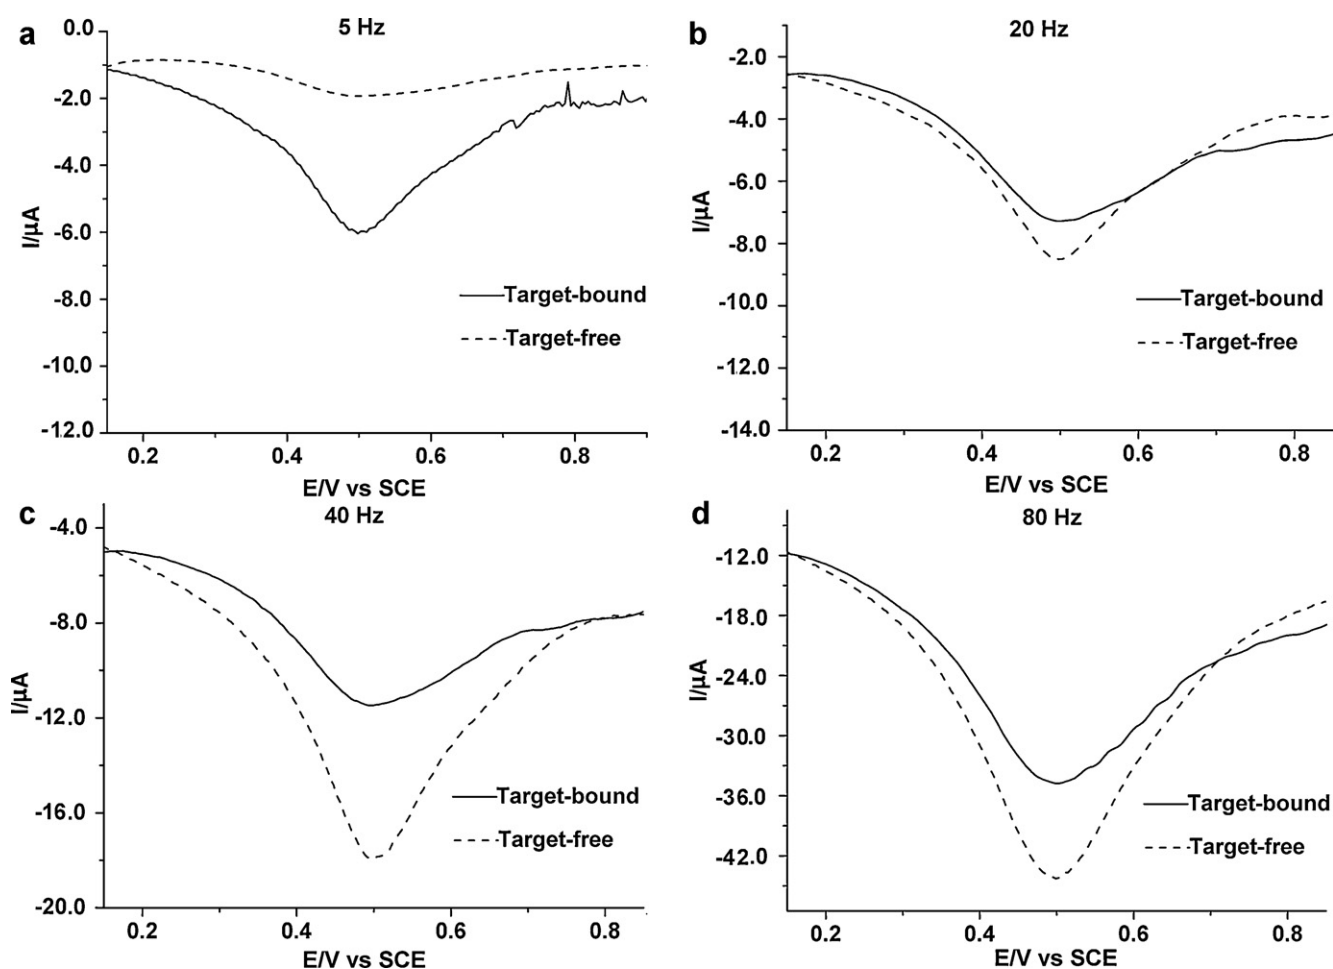 a
5 Hz
0.0
-2.0
-4.0
-6.0
-8.0
-10.0
-12.0
I/µA
Target-bound
Target-free
0.2 0.4 0.6 0.8
E/V vs SCE
b
20 Hz
-2.0
-4.0
-6.0
-8.0
-10.0
-12.0
-14.0
I/µA
Target-bound
Target-free
0.2 0.4 0.6 0.8
E/V vs SCE
c
40 Hz
-4.0
-8.0
-12.0
-16.0
-20.0
I/µA
Target-bound
Target-free
0.2 0.4 0.6 0.8
E/V vs SCE
d
80 Hz
-12.0
-18.0
-24.0
-30.0
-36.0
-42.0
I/µA
Target-bound
Target-free
0.2 0.4 0.6 0.8
E/V vs SCE